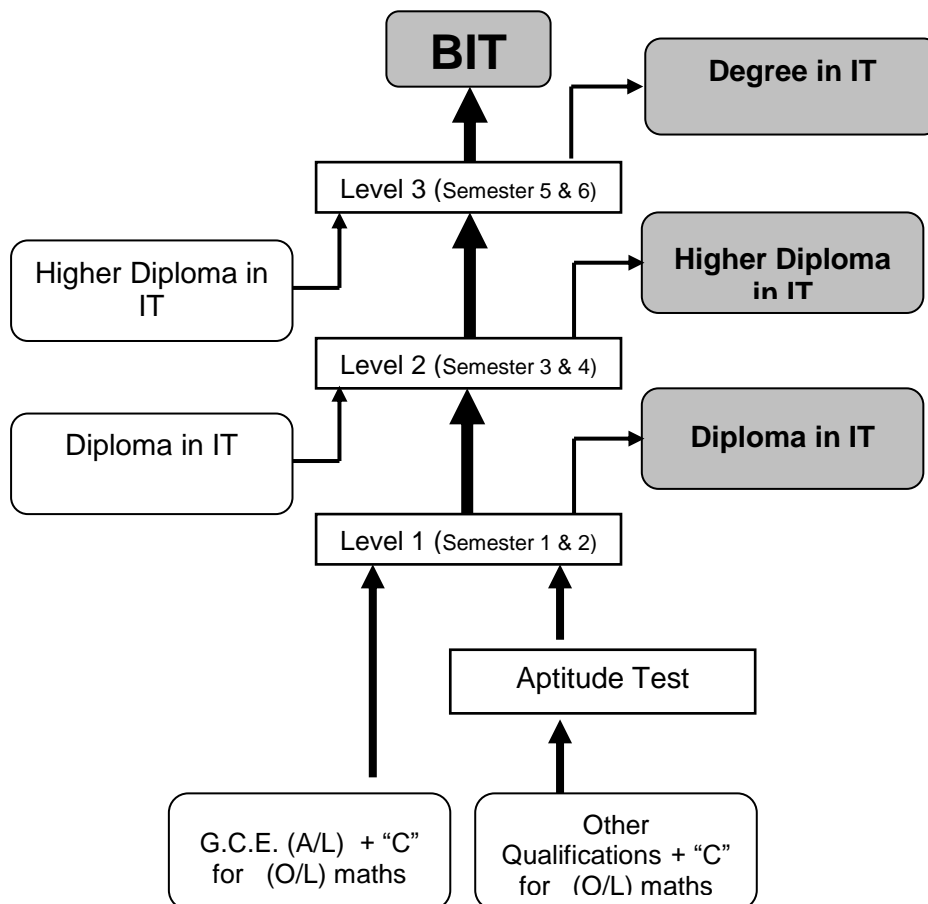 BIT
Degree in IT
Level 3 (Semester 5 & 6)
Higher Diploma in
IT
Higher Diploma
in IT
Level 2 (Semester 3 & 4)
Diploma in IT
Diploma in IT
Level 1 (Semester 1 & 2)
Aptitude Test
G.C.E. (A/L) + “C”
for (O/L) maths
Other
Qualifications + “C”
for (O/L) maths